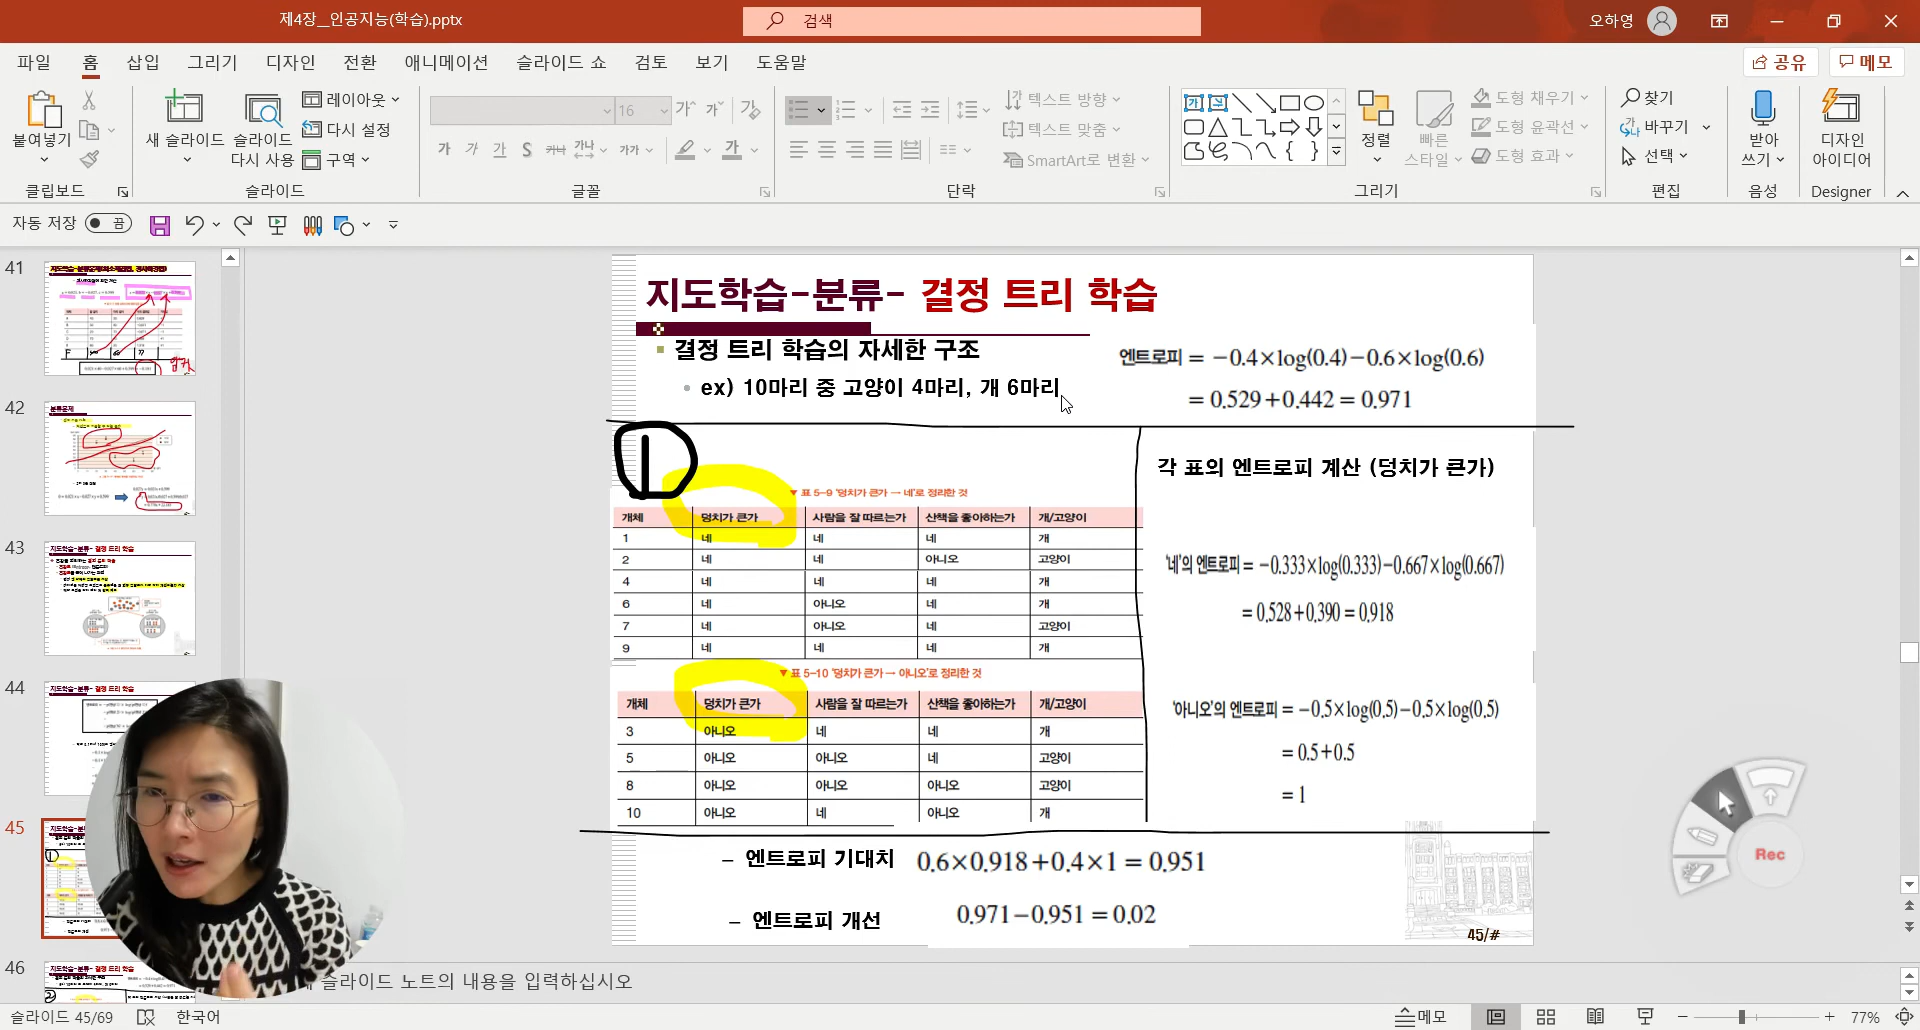 제4장_인공지능(학습).pptx
검색
오하영
파일 홈 삽입 그리기 디자인 전환 애니메이션 슬라이드 쇼 검토 보기 도움말
공유 메모
붙여넣기
클립보드
새 슬라이드
슬라이드 다시 사용
레이아웃
다시 설정
구역
슬라이드
16
가 가 가 S 가나 가나 가가 가
글꼴
텍스트 방향
텍스트 맞춤
SmartArt로 변환
단락
정렬
빠른 스타일
도형 채우기
도형 윤곽선
도형 효과
그리기
찾기
바꾸기
선택
편집
받아쓰기
음성
디자인 아이디어
Designer
자동 저장 끔
41
42
43
44
45
46
지도학습-분류- 결정 트리 학습
결정 트리 학습의 자세한 구조
ex) 10마리 중 고양이 4마리, 개 6마리
엔트로피 = −0.4×log(0.4)−0.6×log(0.6)
= 0.529+0.442 = 0.971
①
▼ 표 5-9 '덩치가 큰가 → 네'로 정리한 것
개체 덩치가 큰가 사람을 잘 따르는가 산책을 좋아하는가 개/고양이
1 네 네 네 개
2 네 네 아니오 고양이
4 네 네 네 개
6 네 아니오 네 개
7 네 아니오 네 고양이
9 네 네 네 개
▼ 표 5-10 '덩치가 큰가 → 아니오'로 정리한 것
개체 덩치가 큰가 사람을 잘 따르는가 산책을 좋아하는가 개/고양이
3 아니오 네 네 개
5 아니오 아니오 네 고양이
8 아니오 아니오 아니오 고양이
10 아니오 네 아니오 개
각 표의 엔트로피 계산 (덩치가 큰가)
'네'의 엔트로피 = −0.333×log(0.333)−0.667×log(0.667)
= 0.528+0.390 = 0.918
'아니오'의 엔트로피 = −0.5×log(0.5)−0.5×log(0.5)
= 0.5+0.5
= 1
– 엔트로피 기대치 0.6×0.918+0.4×1 = 0.951
– 엔트로피 개선 0.971−0.951 = 0.02
45/#
Rec
슬라이드 노트의 내용을 입력하십시오
슬라이드 45/69 한국어
메모
77%